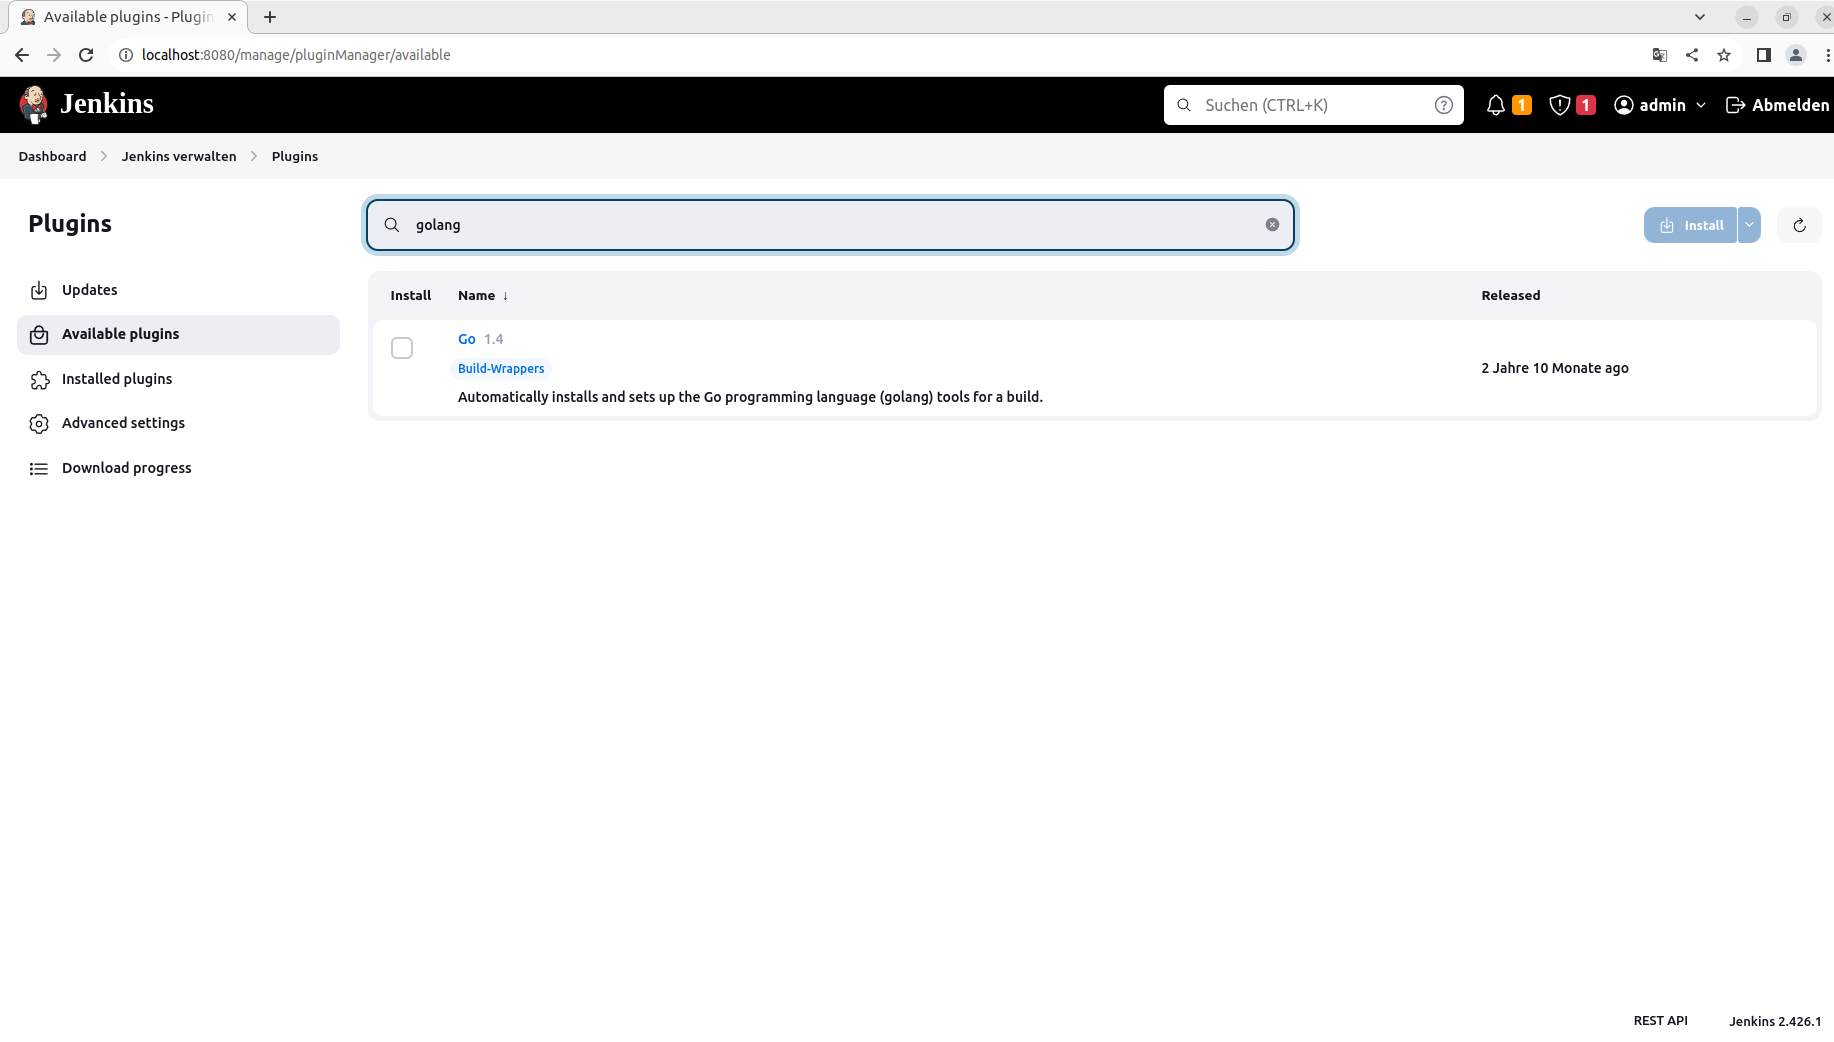 Available plugins - Plugin
localhost:8080/manage/pluginManager/available
Jenkins
Suchen (CTRL+K)
1
1
admin
Abmelden
Dashboard
Jenkins verwalten
Plugins
Plugins
golang
Install
Updates
Available plugins
Installed plugins
Advanced settings
Download progress
Install Name ↓ Released
Go 1.4
Build-Wrappers
2 Jahre 10 Monate ago
Automatically installs and sets up the Go programming language (golang) tools for a build.
REST API
Jenkins 2.426.1